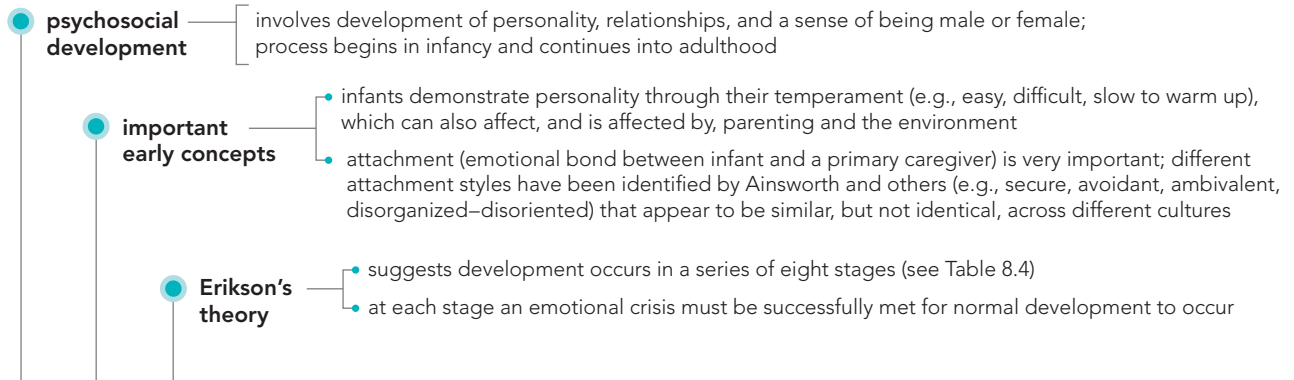 psychosocial
development
involves development of personality, relationships, and a sense of being male or female;
process begins in infancy and continues into adulthood
important
early concepts
infants demonstrate personality through their temperament (e.g., easy, difficult, slow to warm up),
which can also affect, and is affected by, parenting and the environment
attachment (emotional bond between infant and a primary caregiver) is very important; different
attachment styles have been identified by Ainsworth and others (e.g., secure, avoidant, ambivalent,
disorganized–disoriented) that appear to be similar, but not identical, across different cultures
Erikson's
theory
suggests development occurs in a series of eight stages (see Table 8.4)
at each stage an emotional crisis must be successfully met for normal development to occur